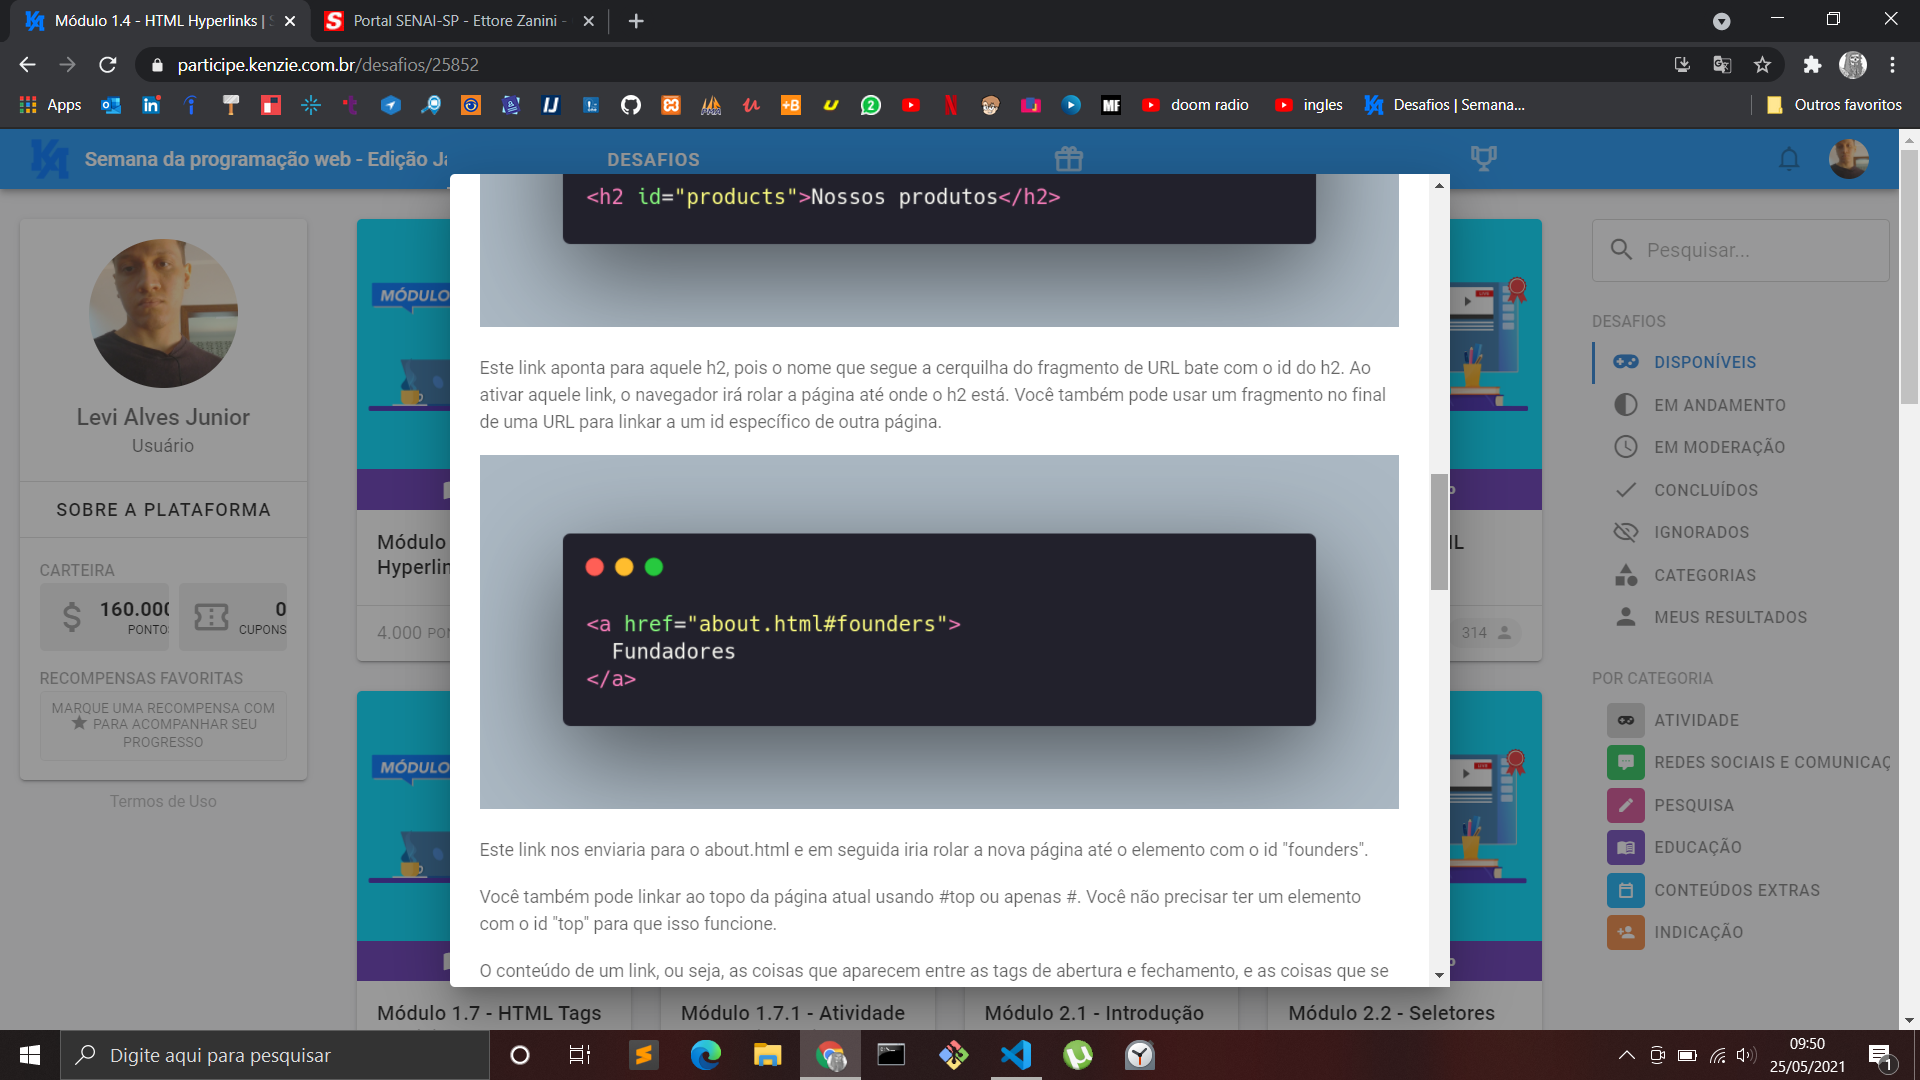 Módulo 1.4 - HTML Hyperlinks |
Portal SENAI-SP - Ettore Zanini -
participe.kenzie.com.br/desafios/25852
Apps
doom radio
ingles
Desafios | Semana...
Outros favoritos
Semana da programação web - Edição Ja
DESAFIOS
Levi Alves Junior
Usuário
SOBRE A PLATAFORMA
CARTEIRA
160.000
PONTO
0
CUPONS
RECOMPENSAS FAVORITAS
MARQUE UMA RECOMPENSA COM
★ PARA ACOMPANHAR SEU
PROGRESSO
Termos de Uso
MÓDULO
Módulo
Hyperlin
4.000 PON
MÓDULO
Módulo 1.7 - HTML Tags
Módulo 1.7.1 - Atividade
Módulo 2.1 - Introdução
Módulo 2.2 - Seletores
<h2 id="products">Nossos produtos</h2>
Este link aponta para aquele h2, pois o nome que segue a cerquilha do fragmento de URL bate com o id do h2. Ao
ativar aquele link, o navegador irá rolar a página até onde o h2 está. Você também pode usar um fragmento no final
de uma URL para linkar a um id específico de outra página.
<a href="about.html#founders">
Fundadores
</a>
Este link nos enviaria para o about.html e em seguida iria rolar a nova página até o elemento com o id "founders".
Você também pode linkar ao topo da página atual usando #top ou apenas #. Você não precisar ter um elemento
com o id "top" para que isso funcione.
O conteúdo de um link, ou seja, as coisas que aparecem entre as tags de abertura e fechamento, e as coisas que se
314
Pesquisar...
DESAFIOS
DISPONÍVEIS
EM ANDAMENTO
EM MODERAÇÃO
CONCLUÍDOS
IGNORADOS
CATEGORIAS
MEUS RESULTADOS
POR CATEGORIA
ATIVIDADE
REDES SOCIAIS E COMUNICAÇ
PESQUISA
EDUCAÇÃO
CONTEÚDOS EXTRAS
INDICAÇÃO
Digite aqui para pesquisar
09:50
25/05/2021
1